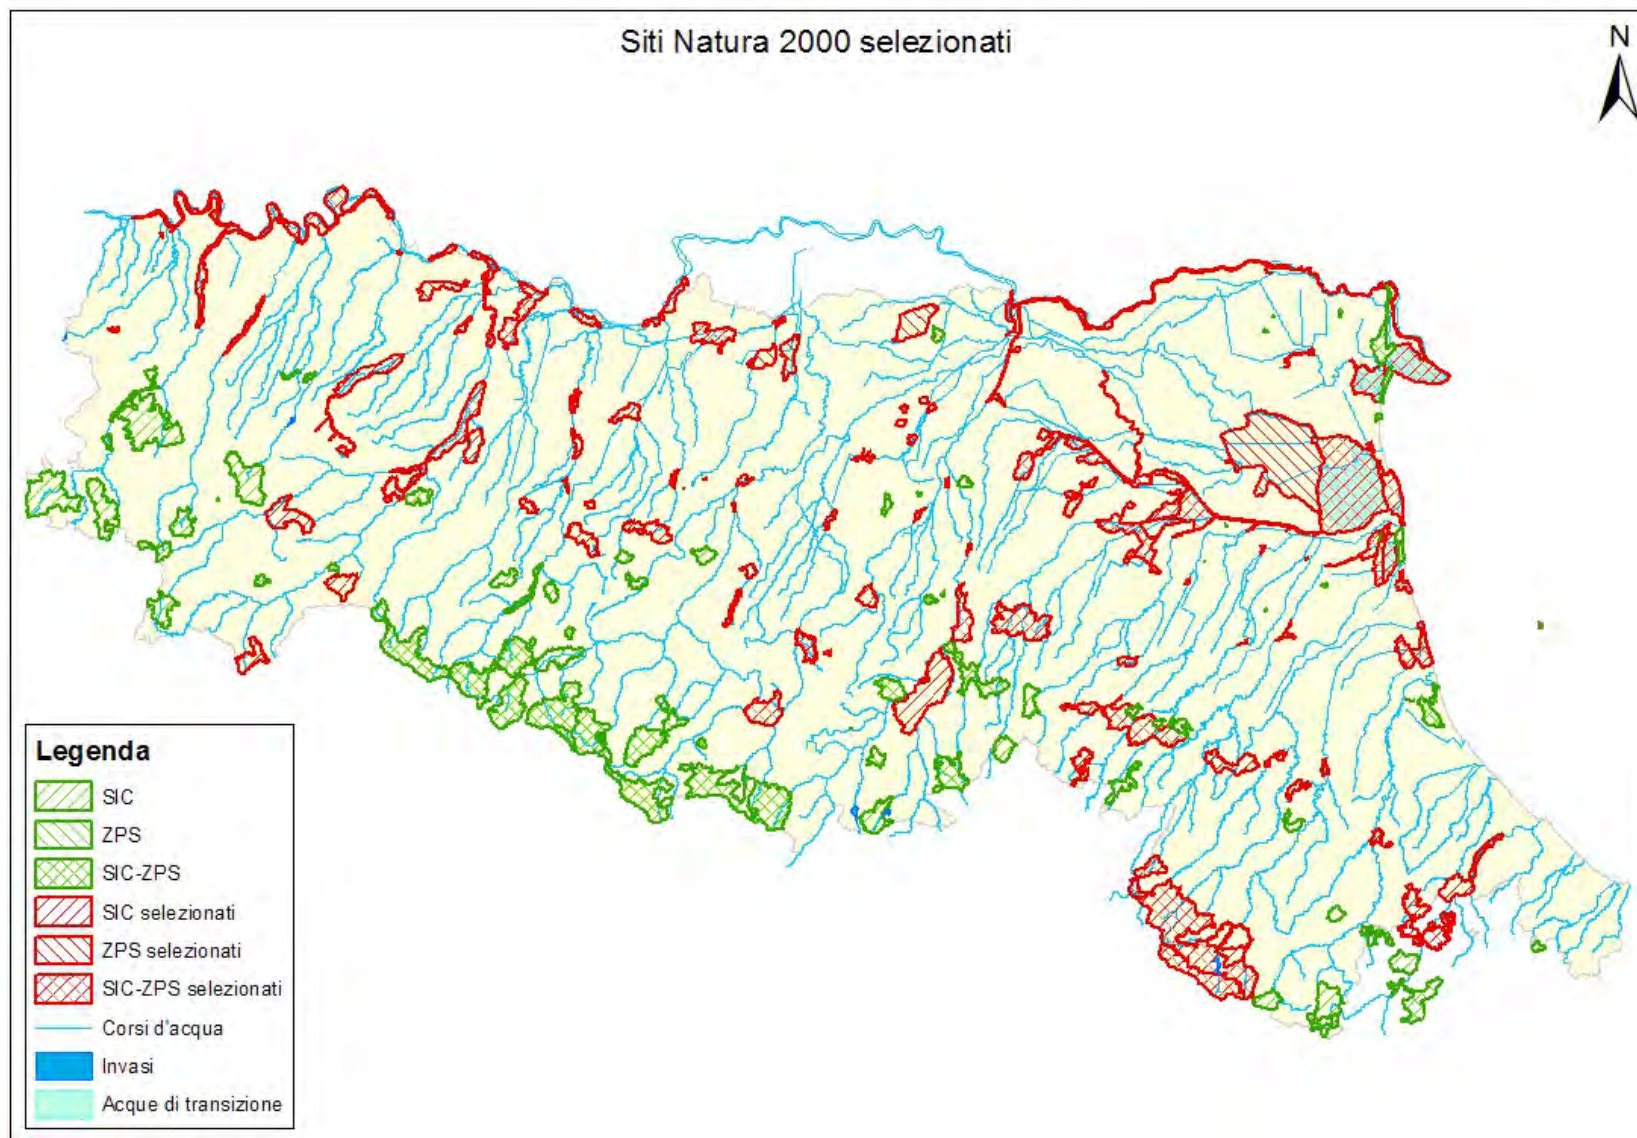 Siti Natura 2000 selezionati
N
Legenda
SIC
ZPS
SIC-ZPS
SIC selezionati
ZPS selezionati
SIC-ZPS selezionati
Corsi d'acqua
Invasi
Acque di transizione